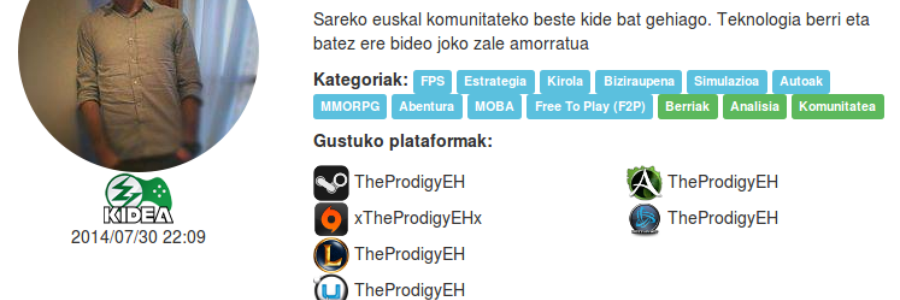 Sareko euskal komunitateko beste kide bat gehiago. Teknologia berri eta
batez ere bideo joko zale amorratua
Kategoriak: FPS Estrategia Kirola Biziraupena Simulazioa Autoak
MMORPG Abentura MOBA Free To Play (F2P) Berriak Analisia Komunitatea
Gustuko plataformak:
TheProdigyEH
TheProdigyEH
xTheProdigyEHx
TheProdigyEH
TheProdigyEH
TheProdigyEH
KIDEA
2014/07/30 22:09